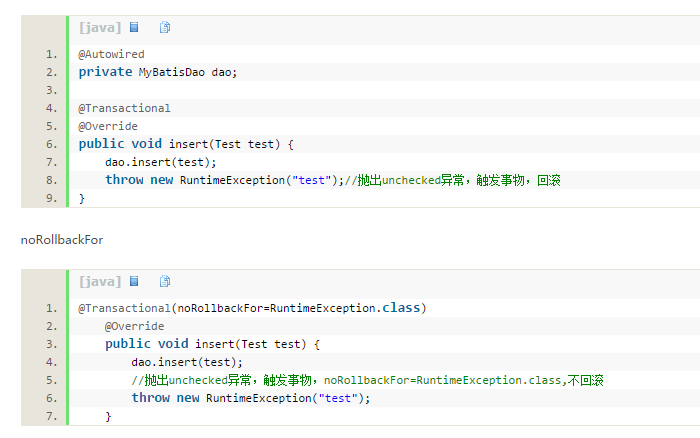 [java]
1. @Autowired
2. private MyBatisDao dao;
3.
4. @Transactional
5. @Override
6. public void insert(Test test) {
7. dao.insert(test);
8. throw new RuntimeException("test");//抛出unchecked异常，触发事物，回滚
9. }
noRollbackFor
[java]
1. @Transactional(noRollbackFor=RuntimeException.class)
2. @Override
3. public void insert(Test test) {
4. dao.insert(test);
5. //抛出unchecked异常，触发事物，noRollbackFor=RuntimeException.class,不回滚
6. throw new RuntimeException("test");
7. }